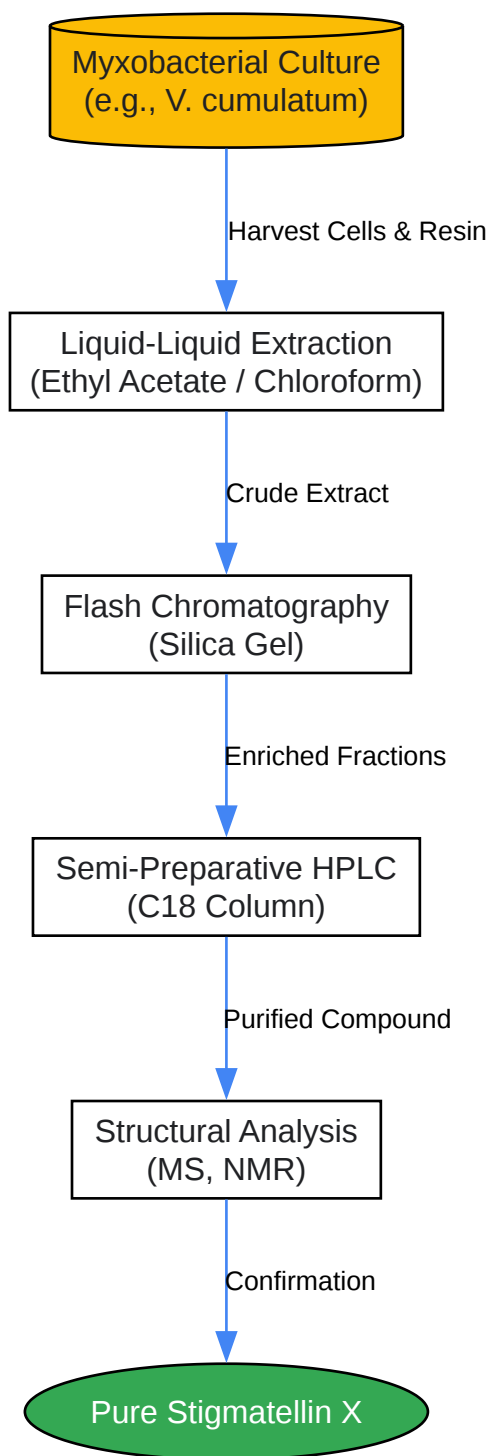 Myxobacterial Culture
(e.g., V. cumulatum)
Harvest Cells & Resin
Liquid-Liquid Extraction
(Ethyl Acetate / Chloroform)
Crude Extract
Flash Chromatography
(Silica Gel)
Enriched Fractions
Semi-Preparative HPLC
(C18 Column)
Purified Compound
Structural Analysis
(MS, NMR)
Confirmation
Pure Stigmatellin X